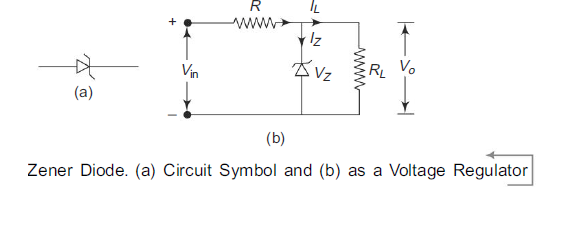 R I_L
+
I_Z
V_in V_Z R_L V_o
(a)
–
(b)
Zener Diode. (a) Circuit Symbol and (b) as a Voltage Regulator